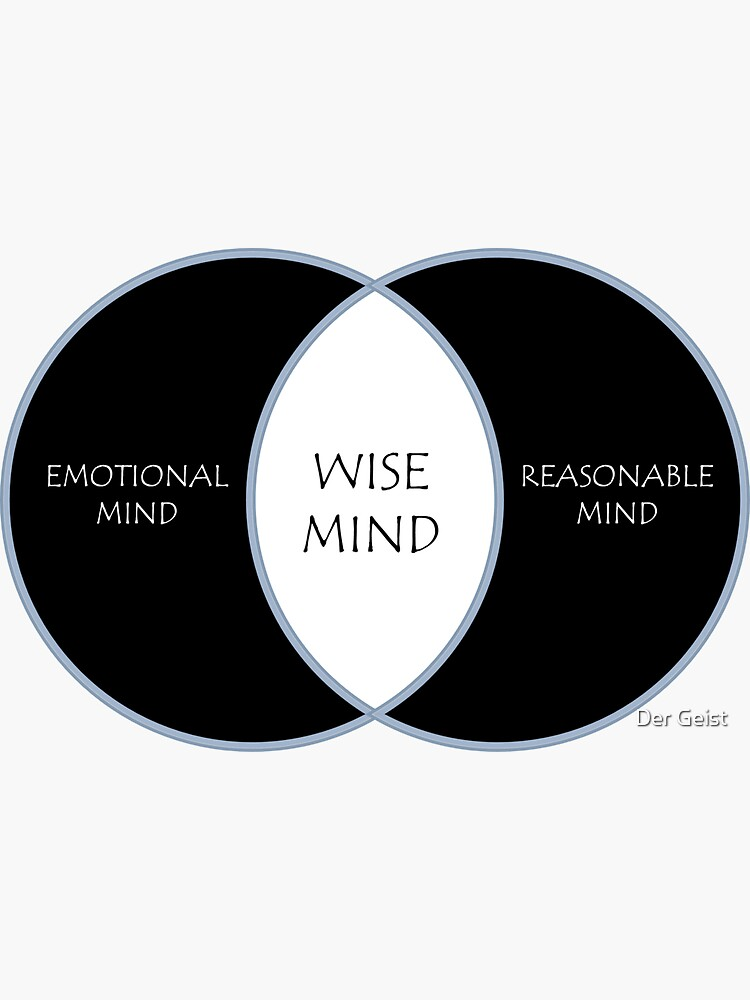 EMOTIONAL
MIND
WISE
MIND
REASONABLE
MIND
Der Geist